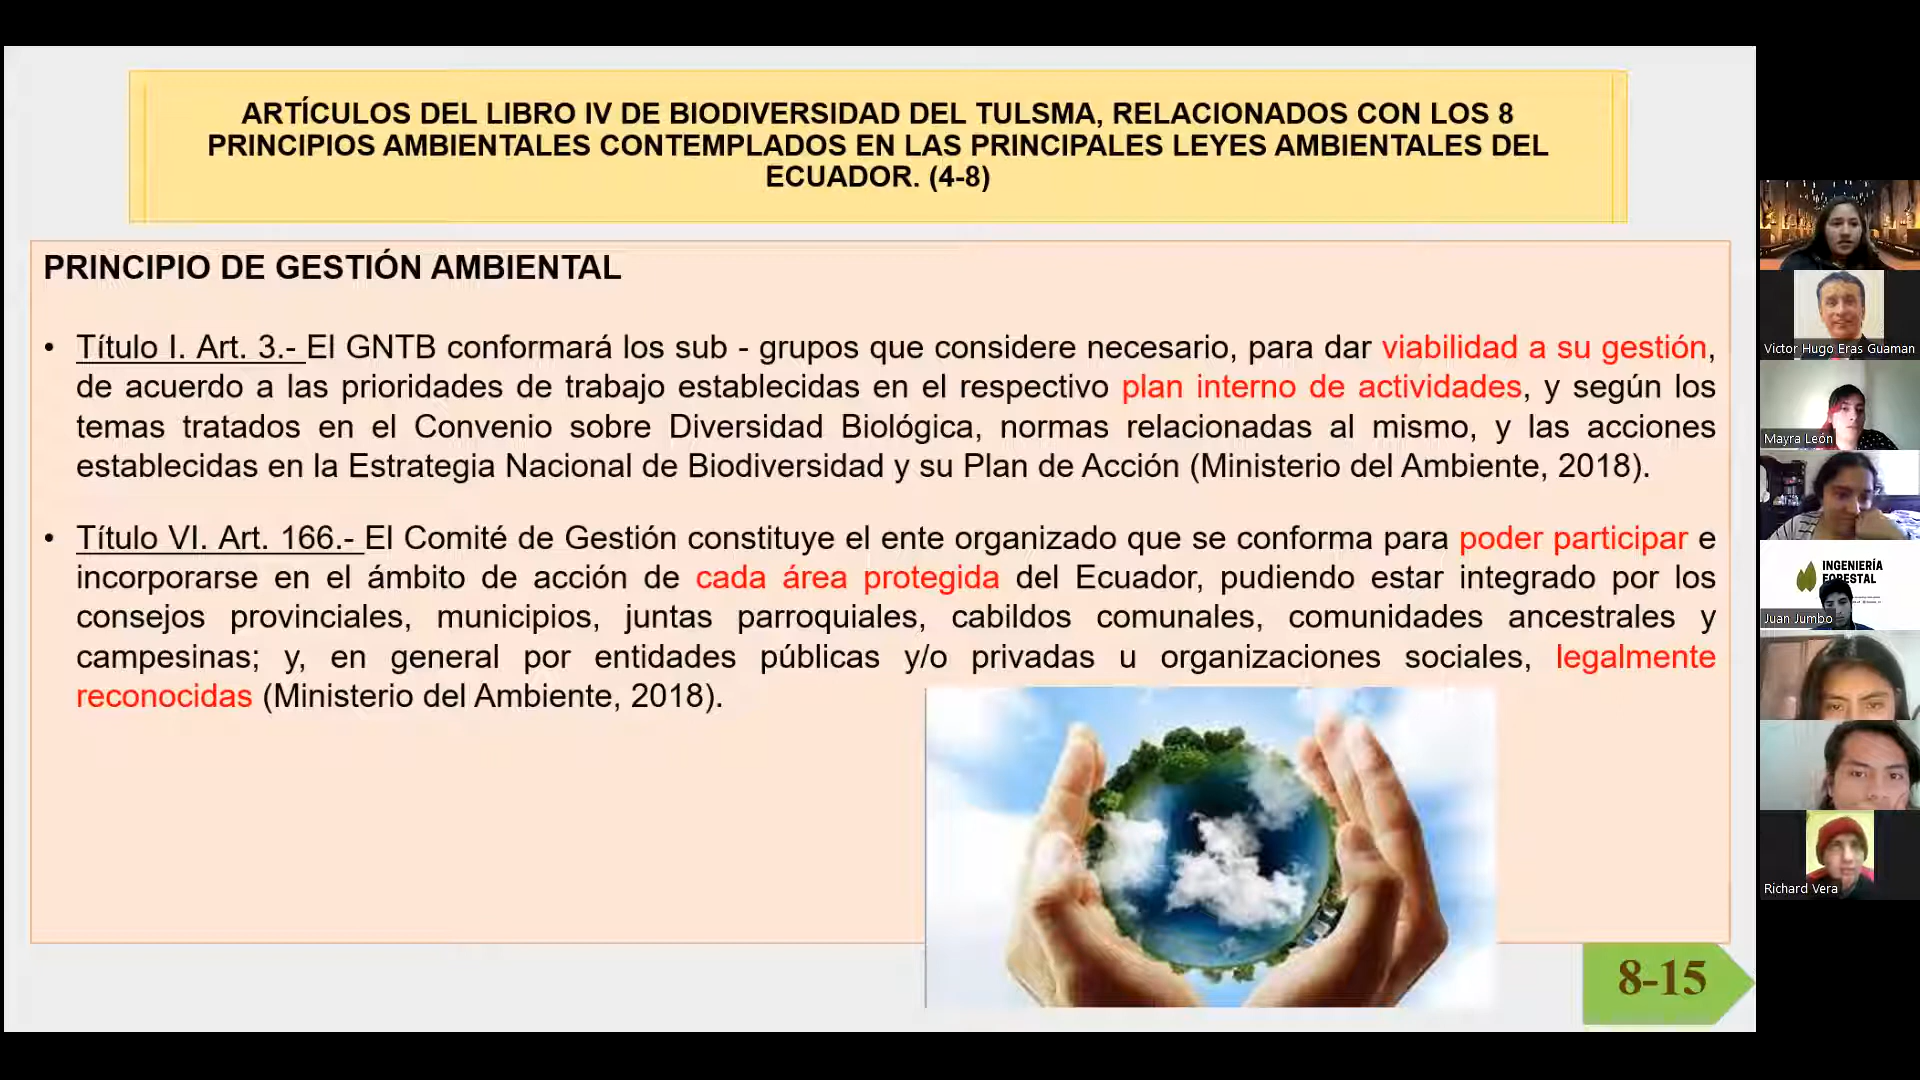 ARTÍCULOS DEL LIBRO IV DE BIODIVERSIDAD DEL TULSMA, RELACIONADOS CON LOS 8
PRINCIPIOS AMBIENTALES CONTEMPLADOS EN LAS PRINCIPALES LEYES AMBIENTALES DEL
ECUADOR. (4-8)
PRINCIPIO DE GESTIÓN AMBIENTAL
• Título I. Art. 3.- El GNTB conformará los sub - grupos que considere necesario, para dar viabilidad a su gestión,
de acuerdo a las prioridades de trabajo establecidas en el respectivo plan interno de actividades, y según los
temas tratados en el Convenio sobre Diversidad Biológica, normas relacionadas al mismo, y las acciones
establecidas en la Estrategia Nacional de Biodiversidad y su Plan de Acción (Ministerio del Ambiente, 2018).
• Título VI. Art. 166.- El Comité de Gestión constituye el ente organizado que se conforma para poder participar e
incorporarse en el ámbito de acción de cada área protegida del Ecuador, pudiendo estar integrado por los
consejos provinciales, municipios, juntas parroquiales, cabildos comunales, comunidades ancestrales y
campesinas; y, en general por entidades públicas y/o privadas u organizaciones sociales, legalmente
reconocidas (Ministerio del Ambiente, 2018).
8-15
Victor Hugo Eras Guaman
Mayra León
INGENIERÍA
FORESTAL
Juan Jumbo
Richard Vera